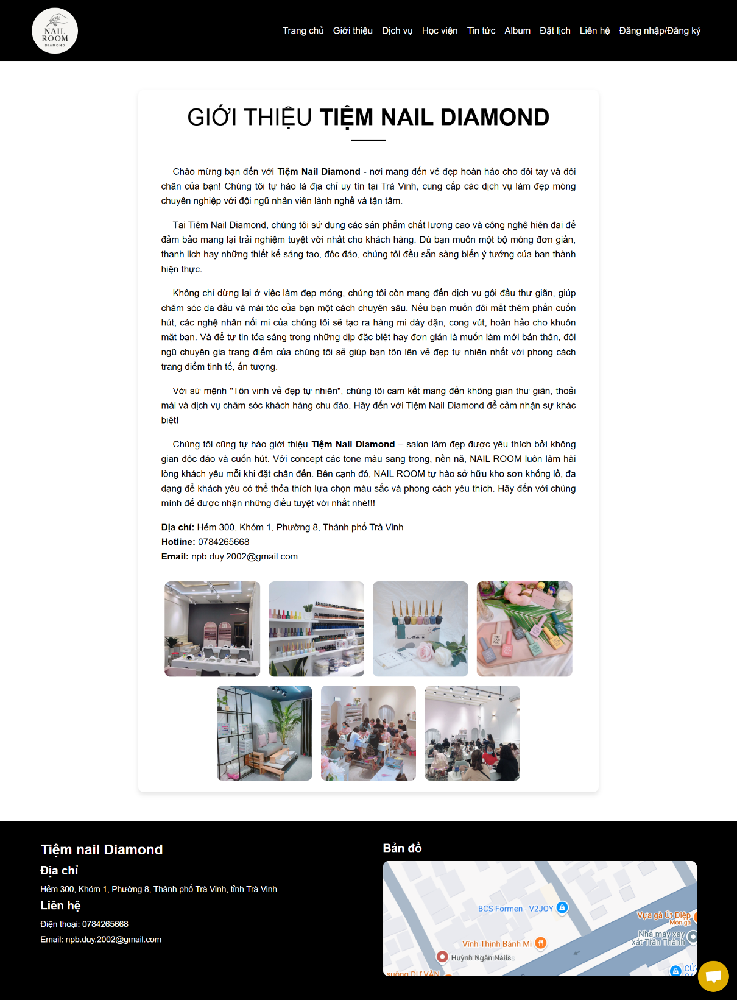 NAIL
ROOM
DIAMOND
Trang chủ Giới thiệu Dịch vụ Học viện Tin tức Album Đặt lịch Liên hệ Đăng nhập/Đăng ký
GIỚI THIỆU TIỆM NAIL DIAMOND
Chào mừng bạn đến với Tiệm Nail Diamond - nơi mang đến vẻ đẹp hoàn hảo cho đôi tay và đôi
chân của bạn! Chúng tôi tự hào là địa chỉ uy tín tại Trà Vinh, cung cấp các dịch vụ làm đẹp móng
chuyên nghiệp với đội ngũ nhân viên lành nghề và tận tâm.
Tại Tiệm Nail Diamond, chúng tôi sử dụng các sản phẩm chất lượng cao và công nghệ hiện đại để
đảm bảo mang lại trải nghiệm tuyệt vời nhất cho khách hàng. Dù bạn muốn một bộ móng đơn giản,
thanh lịch hay những thiết kế sáng tạo, độc đáo, chúng tôi đều sẵn sàng biến ý tưởng của bạn thành
hiện thực.
Không chỉ dừng lại ở việc làm đẹp móng, chúng tôi còn mang đến dịch vụ gội đầu thư giãn, giúp
chăm sóc da đầu và mái tóc của bạn một cách chuyên sâu. Nếu bạn muốn đôi mắt thêm phần cuốn
hút, các nghệ nhân nối mi của chúng tôi sẽ tạo ra hàng mi dày dặn, cong vút, hoàn hảo cho khuôn
mặt bạn. Và để tự tin tỏa sáng trong những dịp đặc biệt hay đơn giản là muốn làm mới bản thân, đội
ngũ chuyên gia trang điểm của chúng tôi sẽ giúp bạn tôn lên vẻ đẹp tự nhiên nhất với phong cách
trang điểm tinh tế, ấn tượng.
Với sứ mệnh "Tôn vinh vẻ đẹp tự nhiên", chúng tôi cam kết mang đến không gian thư giãn, thoải
mái và dịch vụ chăm sóc khách hàng chu đáo. Hãy đến với Tiệm Nail Diamond để cảm nhận sự khác
biệt!
Chúng tôi cũng tự hào giới thiệu Tiệm Nail Diamond – salon làm đẹp được yêu thích bởi không
gian độc đáo và cuốn hút. Với concept các tone màu sang trọng, nền nã, NAIL ROOM luôn làm hài
lòng khách yêu mỗi khi đặt chân đến. Bên cạnh đó, NAIL ROOM tự hào sở hữu kho sơn khổng lồ, đa
dạng để khách yêu có thể thỏa thích lựa chọn màu sắc và phong cách yêu thích. Hãy đến với chúng
mình để được nhận những điều tuyệt vời nhất nhé!!!
Địa chỉ: Hẻm 300, Khóm 1, Phường 8, Thành phố Trà Vinh
Hotline: 0784265668
Email: npb.duy.2002@gmail.com
Tiệm nail Diamond
Địa chỉ
Hẻm 300, Khóm 1, Phường 8, Thành phố Trà Vinh, tỉnh Trà Vinh
Liên hệ
Điện thoại: 0784265668
Email: npb.duy.2002@gmail.com
Bản đồ
BCS Formen - V2JOY
Vựa gà Út Điệp
Món gà
Nhà máy xay
xát Trân Thành
Vĩnh Thịnh Bánh Mì
Huỳnh Ngân Nails